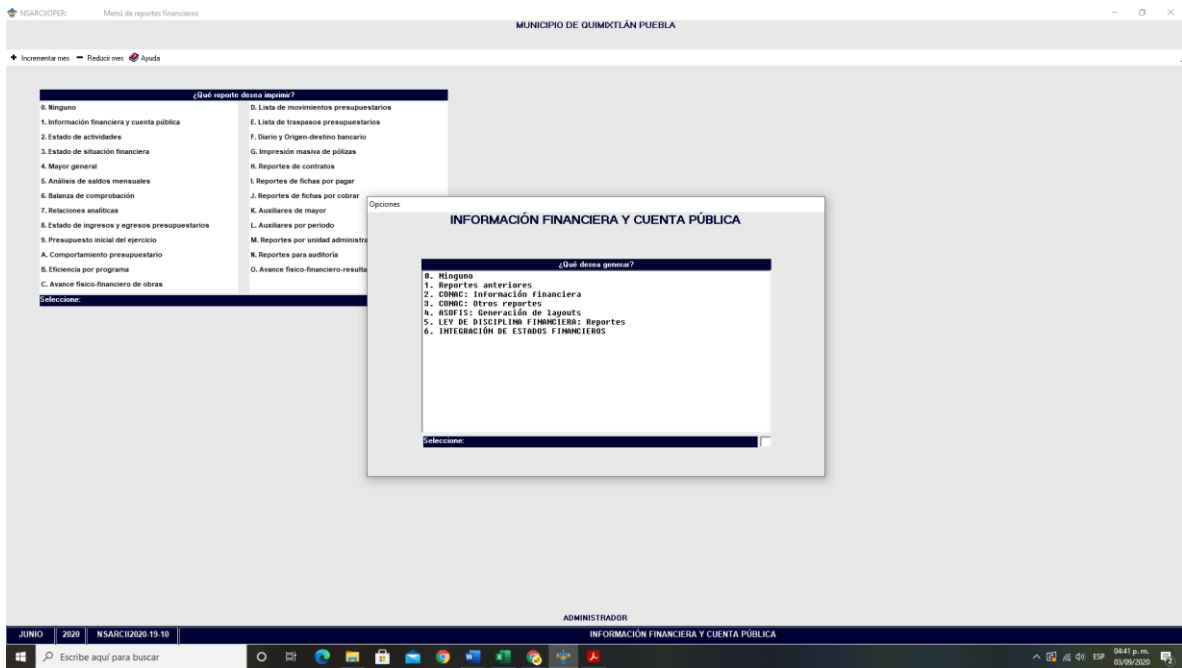 NSARCIIOPER: Menú de reportes financieros
MUNICIPIO DE QUIMIXTLÁN PUEBLA
Incrementar mes Reducir mes Ayuda
¿Qué reporte desea imprimir?
0. Ninguno
1. Información financiera y cuenta pública
2. Estado de actividades
3. Estado de situación financiera
4. Mayor general
5. Análisis de saldos mensuales
6. Balanza de comprobación
7. Relaciones analíticas
8. Estado de ingresos y egresos presupuestarios
9. Presupuesto inicial del ejercicio
A. Comportamiento presupuestario
B. Eficiencia por programa
C. Avance físico-financiero de obras
D. Lista de movimientos presupuestarios
E. Lista de traspasos presupuestarios
F. Diario y Origen-destino bancario
G. Impresión masiva de pólizas
H. Reportes de contratos
I. Reportes de fichas por pagar
J. Reportes de fichas por cobrar
K. Auxiliares de mayor
L. Auxiliares por periodo
M. Reportes por unidad administra
N. Reportes para auditoría
O. Avance físico-financiero-resulta
Seleccione:
Opciones
INFORMACIÓN FINANCIERA Y CUENTA PÚBLICA
¿Qué desea generar?
0. Ninguno
1. Reportes anteriores
2. CONAC: Información financiera
3. CONAC: Otros reportes
4. ASOFIS: Generación de layouts
5. LEY DE DISCIPLINA FINANCIERA: Reportes
6. INTEGRACIÓN DE ESTADOS FINANCIEROS
Seleccione:
ADMINISTRADOR
JUNIO 2020 NSARCII2020-19-10 INFORMACIÓN FINANCIERA Y CUENTA PÚBLICA
Escribe aquí para buscar
ESP
04:41 p. m.
03/09/2020
2